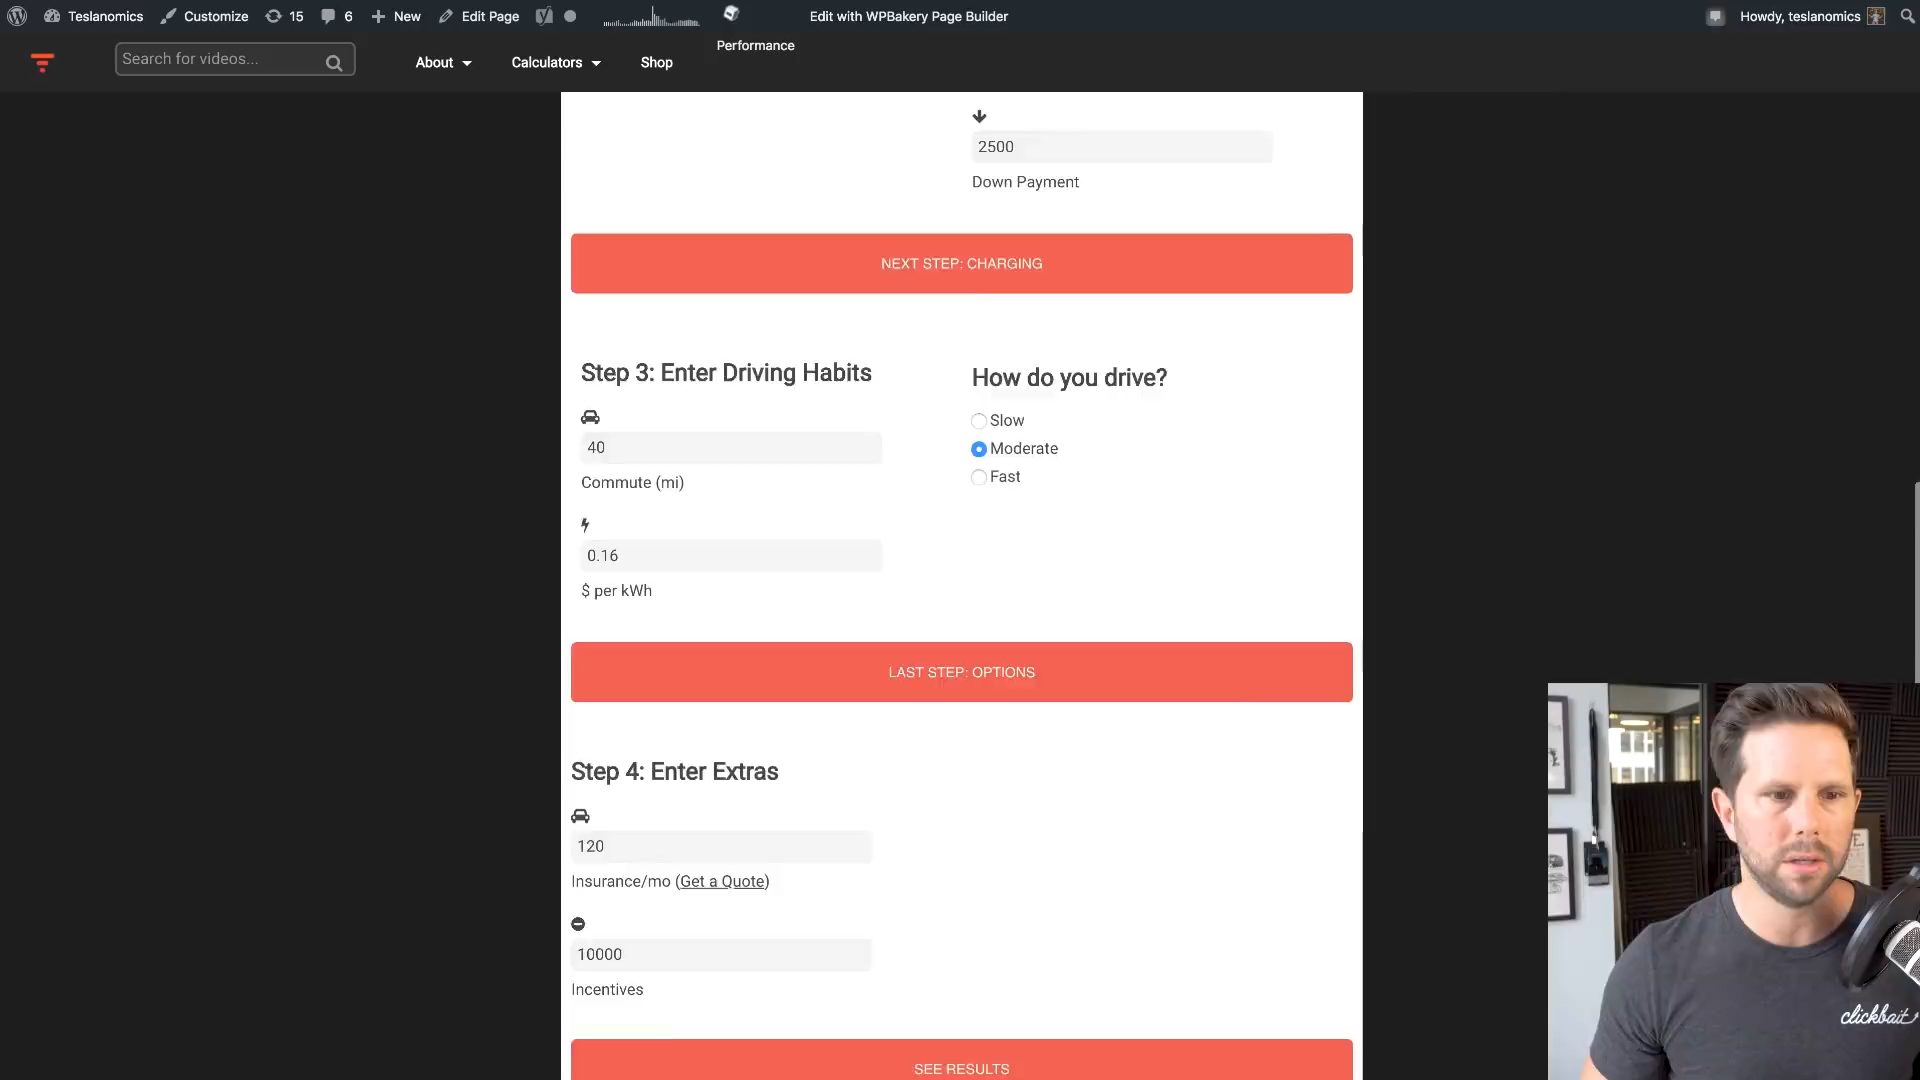 Teslanomics
Customize
15
6
New
Edit Page
Edit with WPBakery Page Builder
Howdy, teslanomics
Performance
Search for videos...
About
Calculators
Shop
2500
Down Payment
NEXT STEP: CHARGING
Step 3: Enter Driving Habits
How do you drive?
40
Commute (mi)
Slow
Moderate
Fast
0.16
$ per kWh
LAST STEP: OPTIONS
Step 4: Enter Extras
120
Insurance/mo (Get a Quote)
10000
Incentives
SEE RESULTS
clickbait